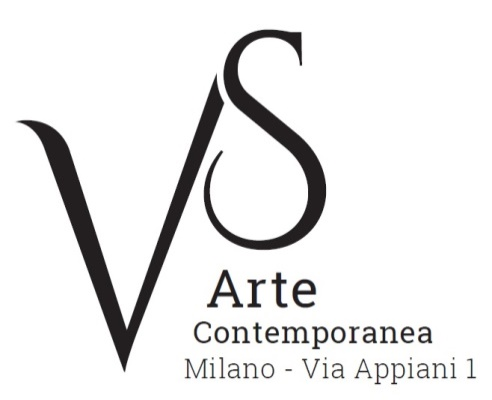 VS
Arte
Contemporanea
Milano - Via Appiani 1